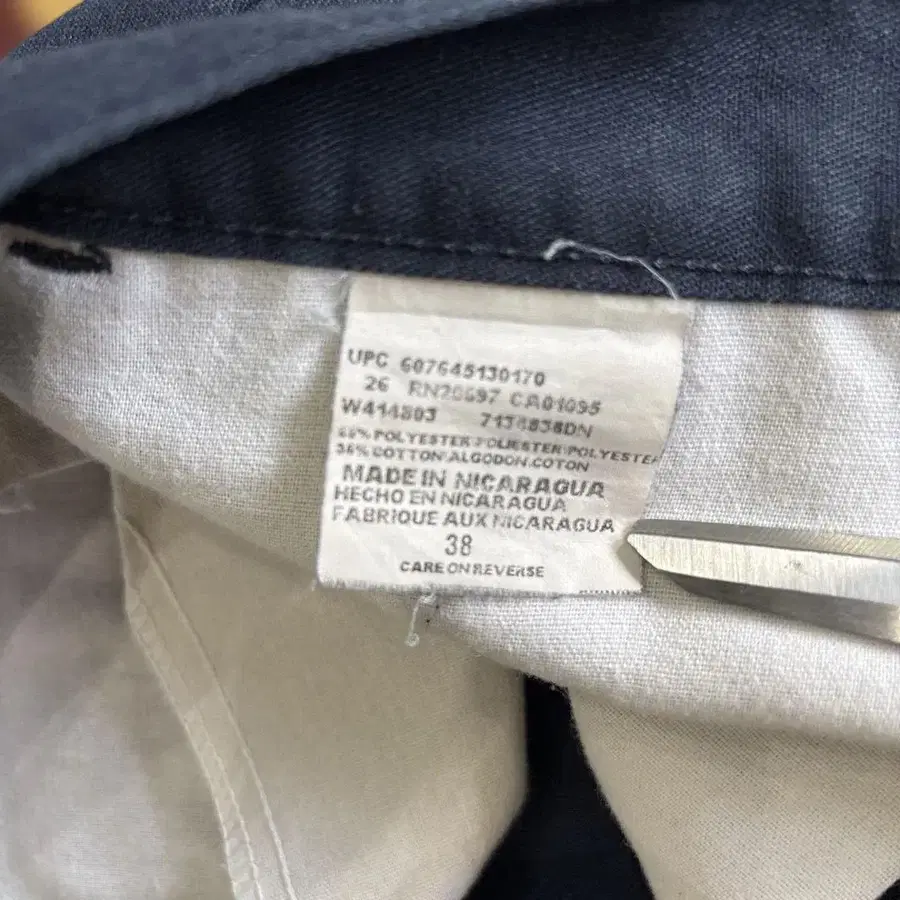 UPC 607645130170
26 RN20697 CA01095
W414803 7134838DN
POLYESTER POLIESTER POLYESTER
COTTON ALGODON COTON
MADE IN NICARAGUA
HECHO EN NICARAGUA
FABRIQUE AUX NICARAGUA
38
CARE ON REVERSE